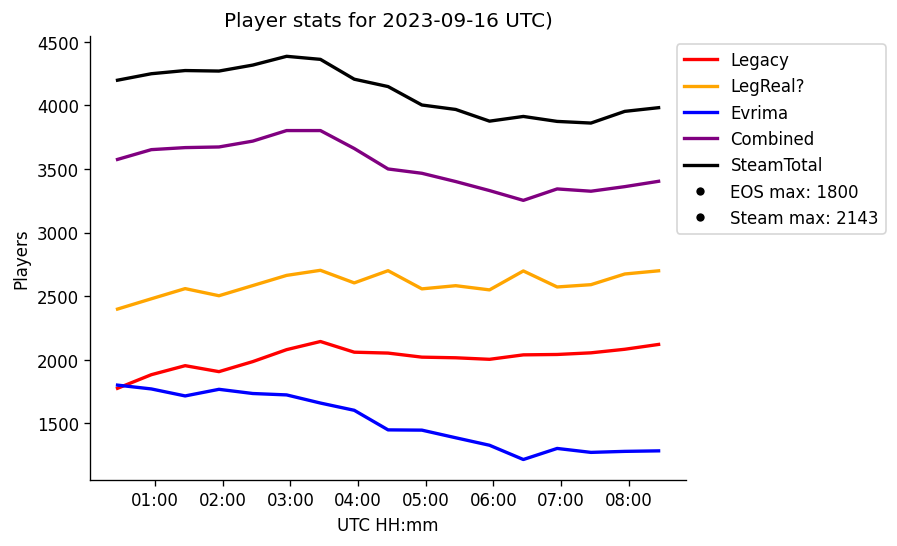 Player stats for 2023-09-16 UTC)
4500
4000
3500
3000
2500
2000
1500
Players
01:00 02:00 03:00 04:00 05:00 06:00 07:00 08:00
UTC HH:mm
Legacy
LegReal?
Evrima
Combined
SteamTotal
EOS max: 1800
Steam max: 2143